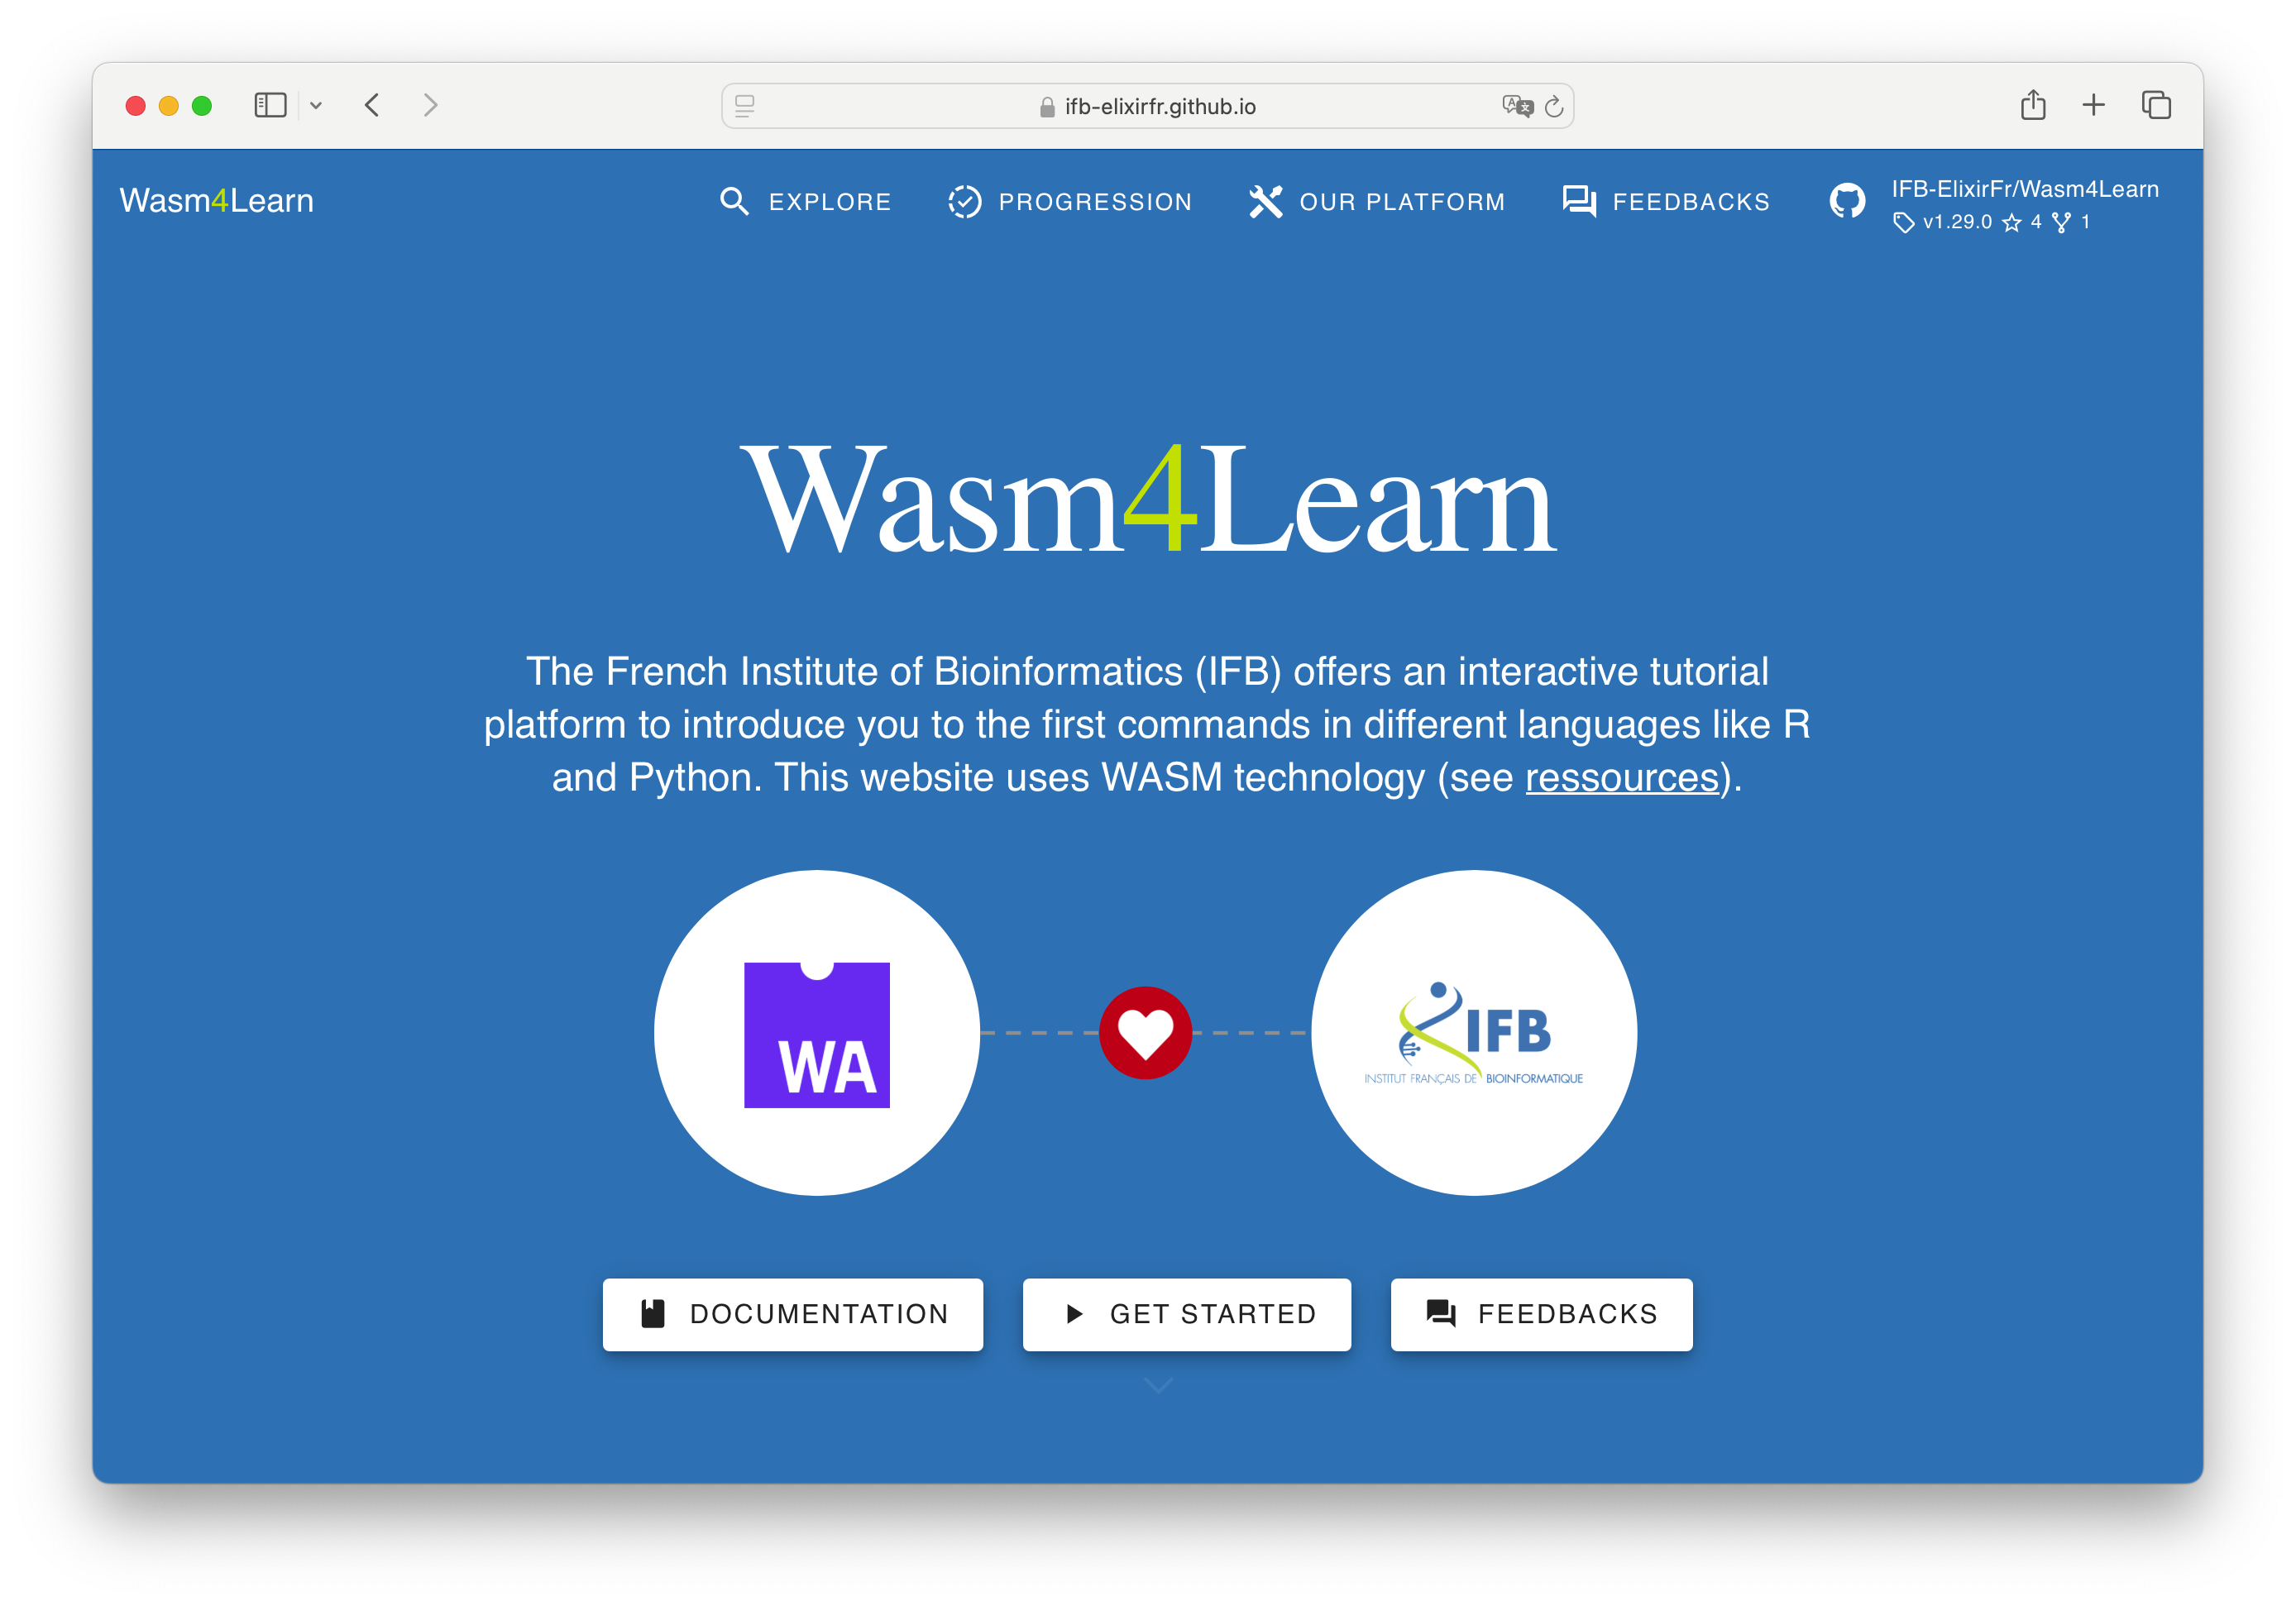 ifb-elixirfr.github.io
Wasm4Learn
EXPLORE
PROGRESSION
OUR PLATFORM
FEEDBACKS
IFB-ElixirFr/Wasm4Learn
v1.29.0 4 1
Wasm4Learn
The French Institute of Bioinformatics (IFB) offers an interactive tutorial
platform to introduce you to the first commands in different languages like R
and Python. This website uses WASM technology (see ressources).
WA
IFB
INSTITUT FRANÇAIS DE BIOINFORMATIQUE
DOCUMENTATION
GET STARTED
FEEDBACKS